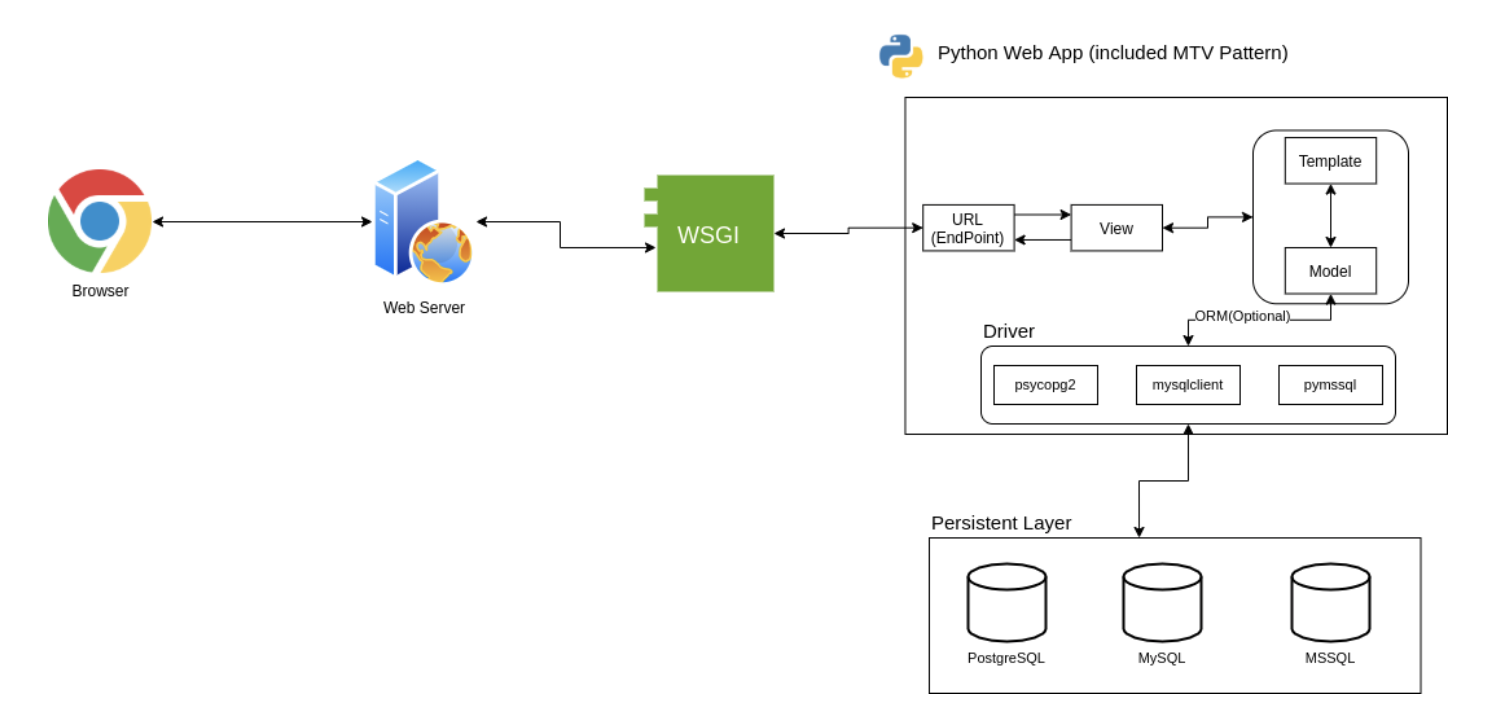 Python Web App (included MTV Pattern)
Browser
Web Server
WSGI
URL
(EndPoint)
View
Template
Model
ORM(Optional)
Driver
psycopg2
mysqlclient
pymssql
Persistent Layer
PostgreSQL
MySQL
MSSQL